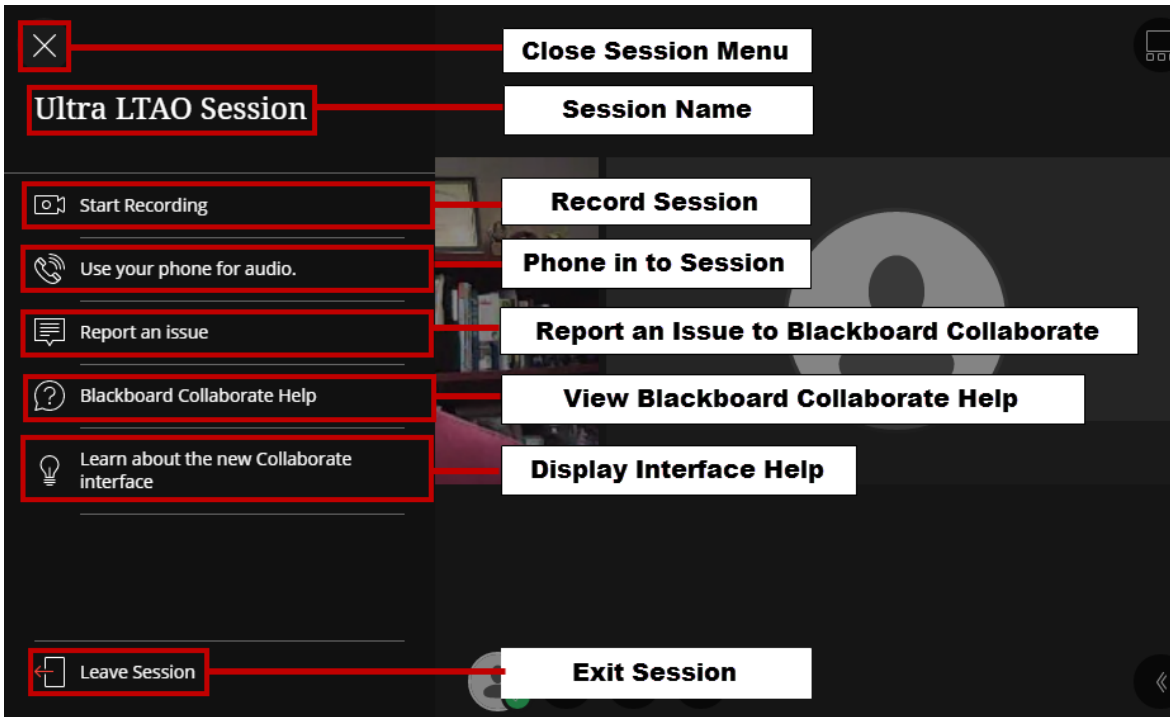 Close Session Menu
Ultra LTAO Session
Session Name
Start Recording
Record Session
Use your phone for audio.
Phone in to Session
Report an issue
Report an Issue to Blackboard Collaborate
Blackboard Collaborate Help
View Blackboard Collaborate Help
Learn about the new Collaborate
interface
Display Interface Help
Leave Session
Exit Session